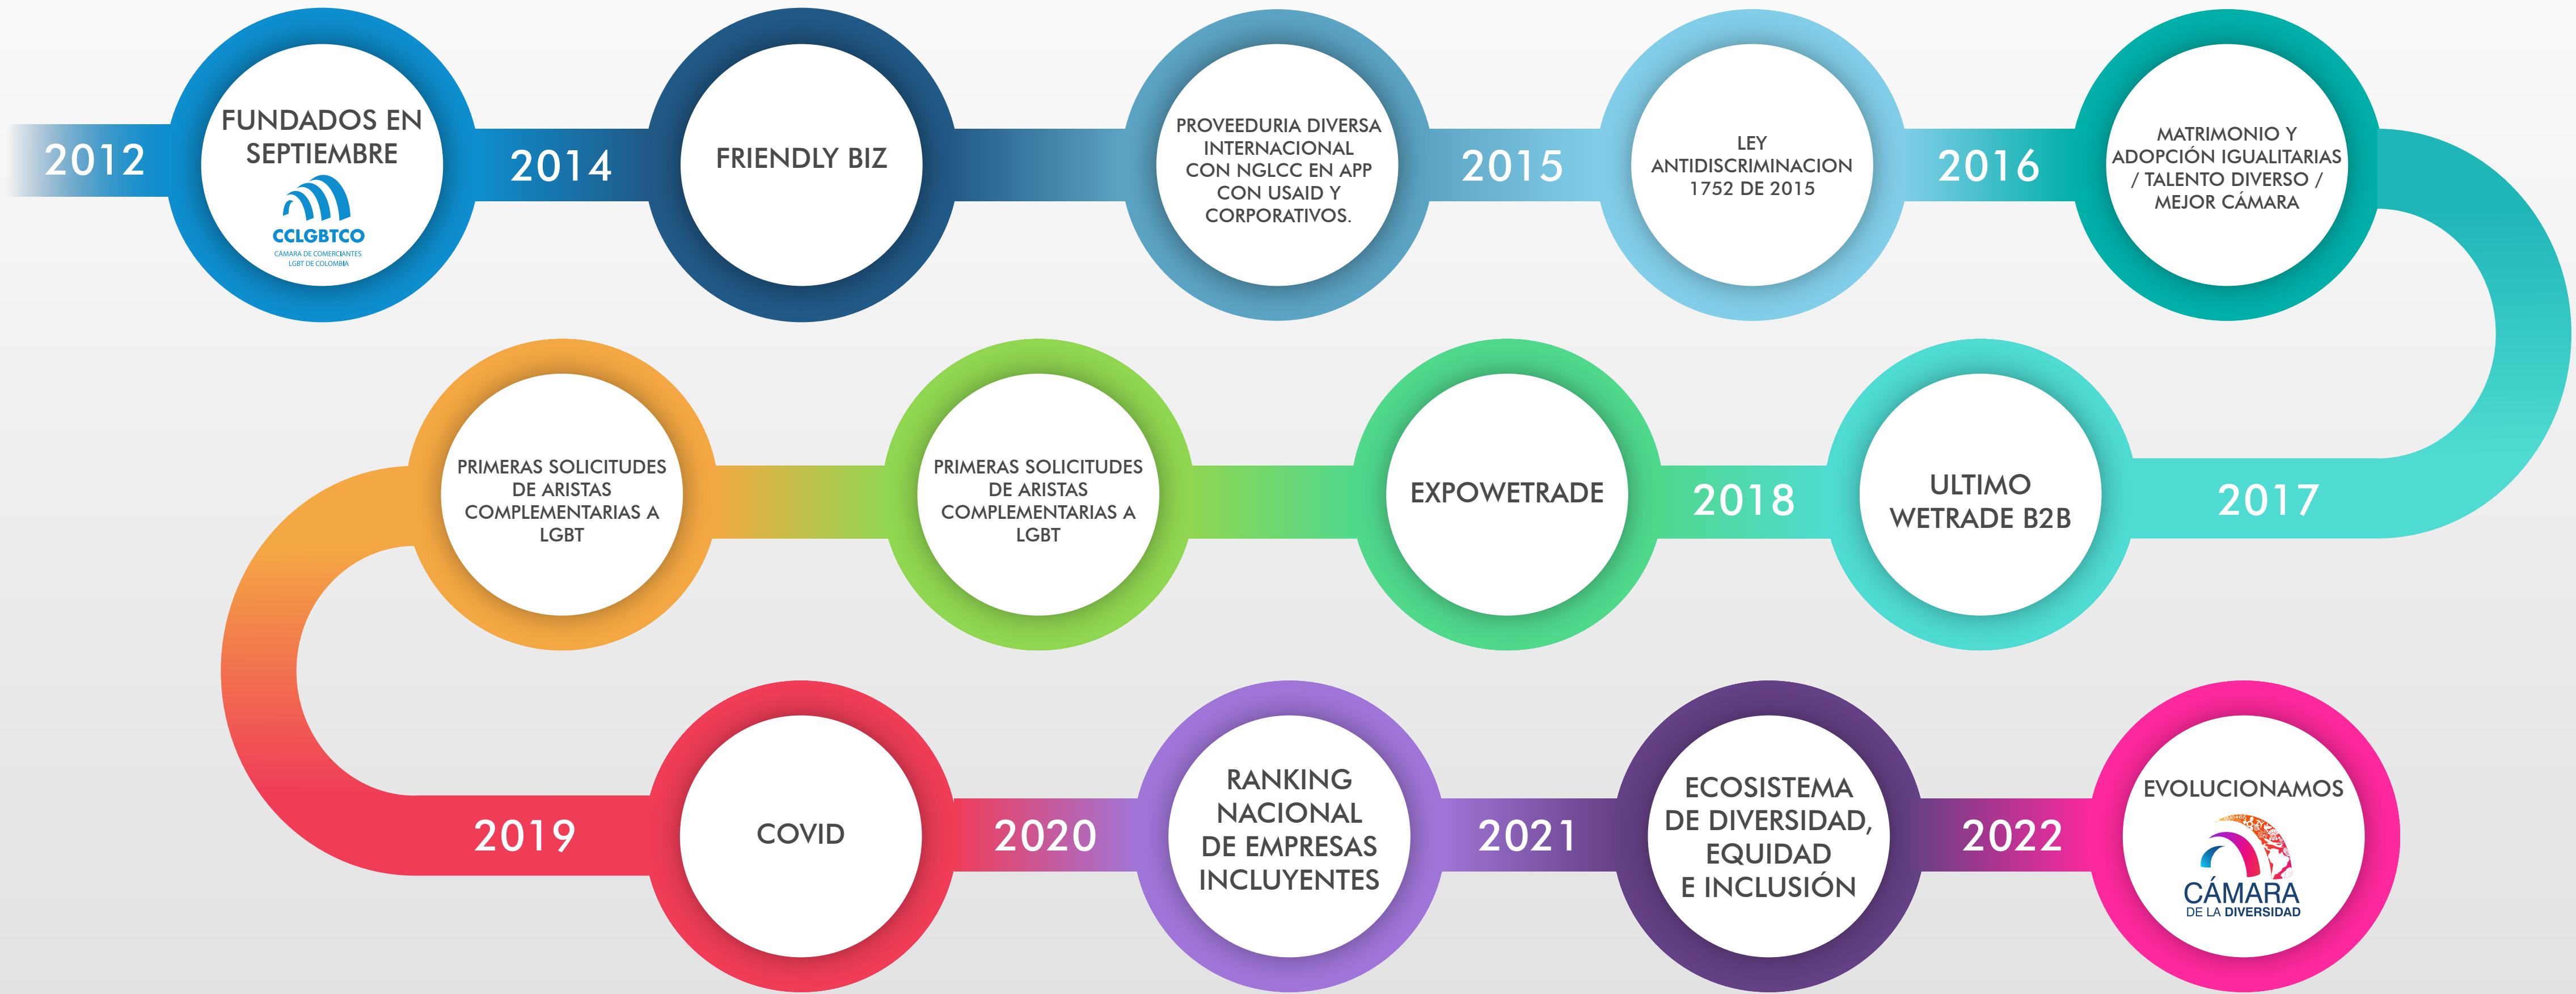 2012
FUNDADOS EN
SEPTIEMBRE
CCLGBTCO
CÁMARA DE COMERCIANTES
LGBT DE COLOMBIA
2014
FRIENDLY BIZ
PROVEEDURIA DIVERSA
INTERNACIONAL
CON NGLCC EN APP
CON USAID Y
CORPORATIVOS.
2015
LEY
ANTIDISCRIMINACION
1752 DE 2015
2016
MATRIMONIO Y
ADOPCIÓN IGUALITARIAS
/ TALENTO DIVERSO /
MEJOR CÁMARA
2017
ULTIMO
WETRADE B2B
2018
EXPOWETRADE
PRIMERAS SOLICITUDES
DE ARISTAS
COMPLEMENTARIAS A
LGBT
PRIMERAS SOLICITUDES
DE ARISTAS
COMPLEMENTARIAS A
LGBT
2019
COVID
2020
RANKING
NACIONAL
DE EMPRESAS
INCLUYENTES
2021
ECOSISTEMA
DE DIVERSIDAD,
EQUIDAD
E INCLUSIÓN
2022
EVOLUCIONAMOS
CÁMARA
DE LA DIVERSIDAD